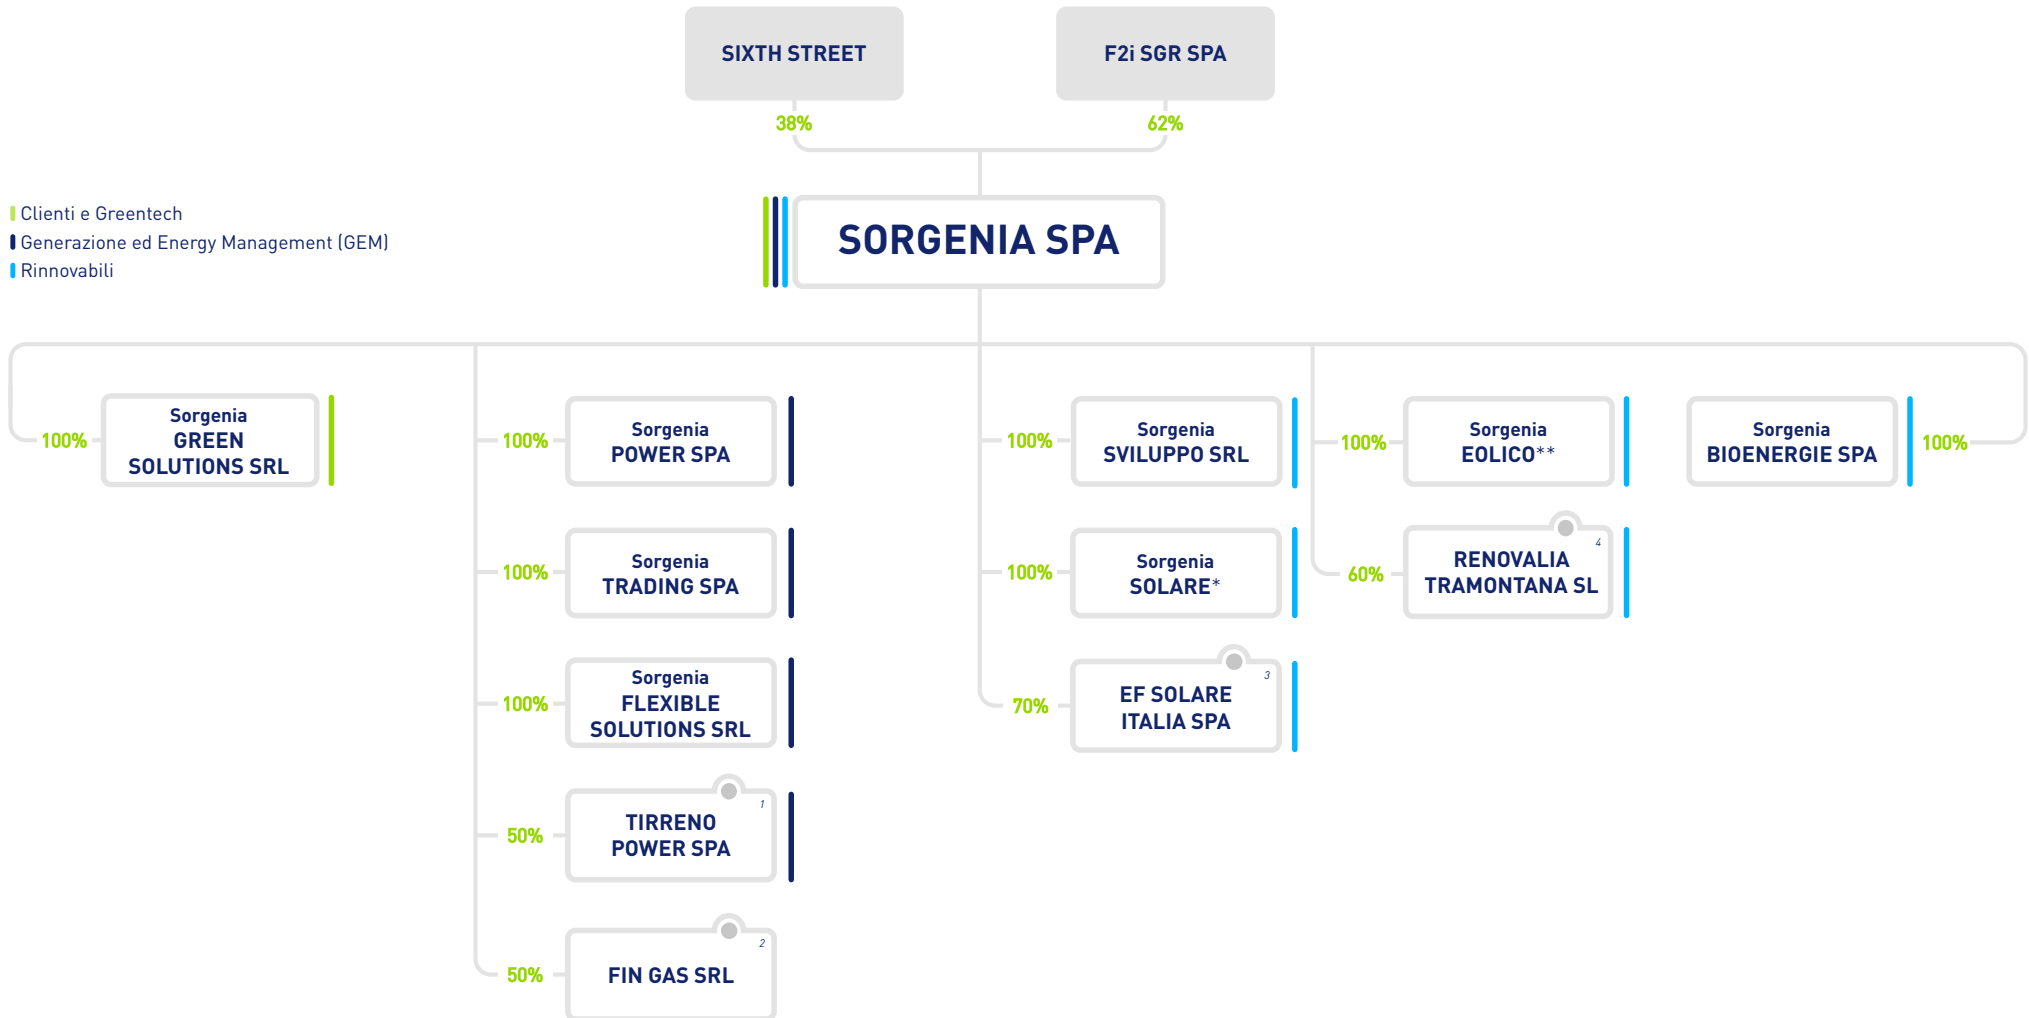 SIXTH STREET
F2i SGR SPA
38%
62%
Clienti e Greentech
Generazione ed Energy Management (GEM)
Rinnovabili
SORGENIA SPA
100%
Sorgenia
GREEN
SOLUTIONS SRL
100%
Sorgenia
POWER SPA
100%
Sorgenia
TRADING SPA
100%
Sorgenia
FLEXIBLE
SOLUTIONS SRL
50%
1
TIRRENO
POWER SPA
50%
2
FIN GAS SRL
100%
Sorgenia
SVILUPPO SRL
100%
Sorgenia
SOLARE*
70%
3
EF SOLARE
ITALIA SPA
100%
Sorgenia
EOLICO**
60%
4
RENOVALIA
TRAMONTANA SL
Sorgenia
BIOENERGIE SPA
100%